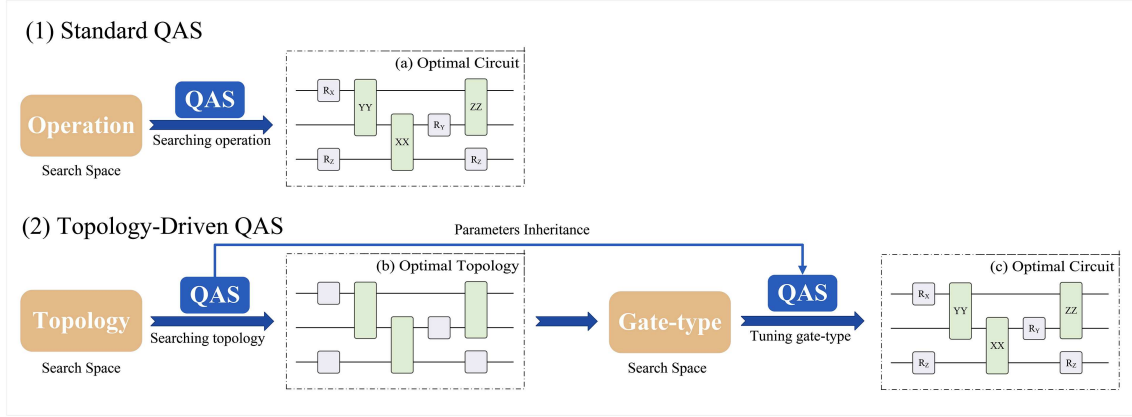 (1) Standard QAS
(a) Optimal Circuit
QAS
Operation
Searching operation
Search Space
R_X
YY
ZZ
XX
R_Y
R_Z
R_Z
(2) Topology-Driven QAS
Parameters Inheritance
(b) Optimal Topology
(c) Optimal Circuit
QAS
QAS
Topology
Searching topology
Search Space
Gate-type
Tuning gate-type
Search Space
R_X
YY
ZZ
XX
R_Y
R_Z
R_Z